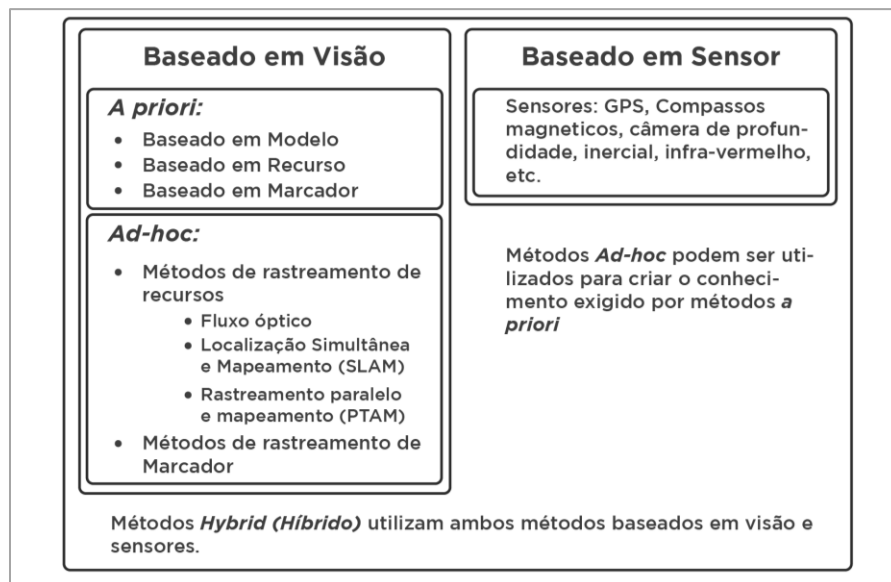 Baseado em Visão
A priori:
• Baseado em Modelo
• Baseado em Recurso
• Baseado em Marcador
Ad-hoc:
• Métodos de rastreamento de
recursos
• Fluxo óptico
• Localização Simultânea
e Mapeamento (SLAM)
• Rastreamento paralelo
e mapeamento (PTAM)
• Métodos de rastreamento de
Marcador
Baseado em Sensor
Sensores: GPS, Compassos
magneticos, câmera de profun-
didade, inercial, infra-vermelho,
etc.
Métodos Ad-hoc podem ser uti-
lizados para criar o conheci-
mento exigido por métodos a
priori
Métodos Hybrid (Híbrido) utilizam ambos métodos baseados em visão e
sensores.